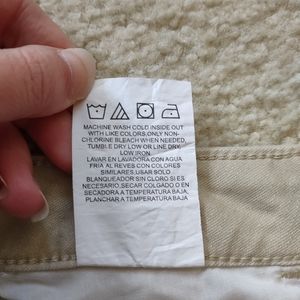 MACHINE WASH COLD INSIDE OUT
WITH LIKE COLORS.ONLY NON-
CHLORINE BLEACH WHEN NEEDED,
TUMBLE DRY LOW OR LINE DRY.
LOW IRON.
LAVAR EN LAVADORA CON AGUA
FRIA AL REVES CON COLORES
SIMILARES.USAR SOLO
BLANQUEADOR SIN CLORO.SI ES
NECESARIO,SECAR COLGADO O EN
SECADORA A TEMPERATURA BAJA,
PLANCHAR A TEMPERATURA BAJA